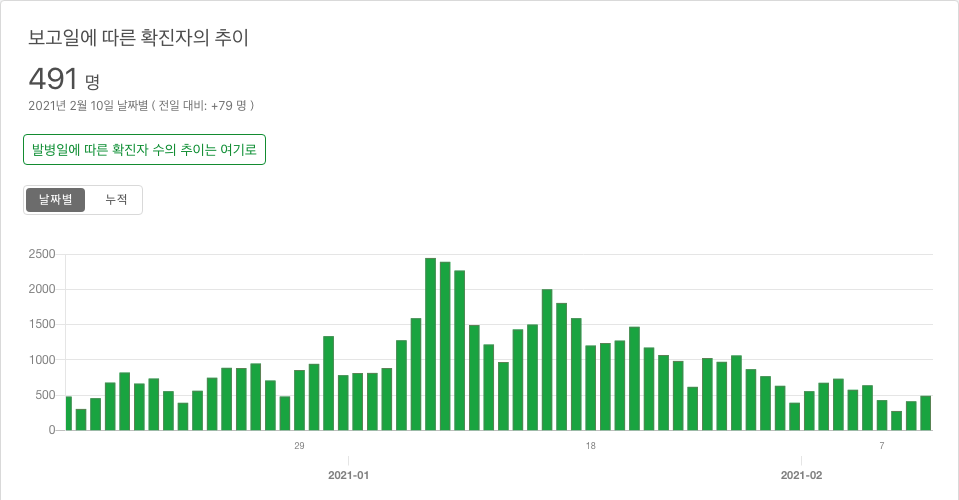 보고일에 따른 확진자의 추이
491 명
2021년 2월 10일 날짜별 ( 전일 대비: +79 명 )
발병일에 따른 확진자 수의 추이는 여기로
날짜별 누적
2500
2000
1500
1000
500
0
29 18 7
2021-01 2021-02